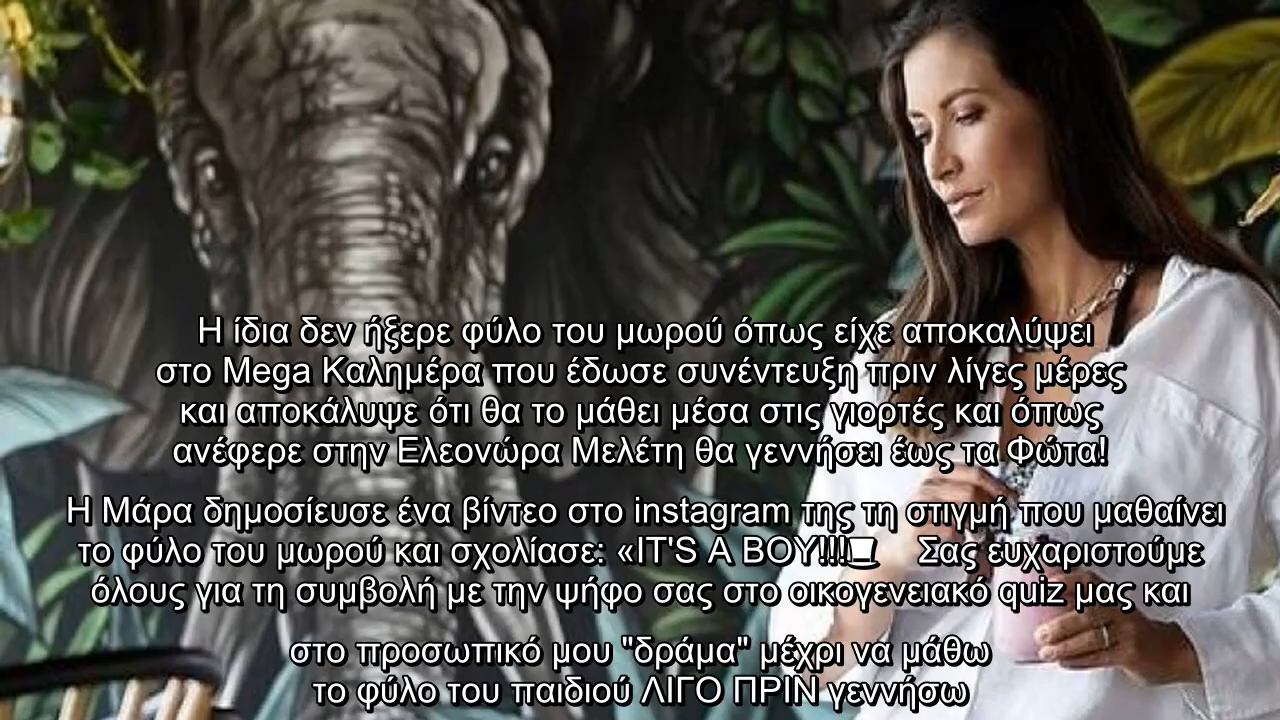 Η ίδια δεν ήξερε φύλο του μωρού όπως είχε αποκαλύψει
στο Mega Καλημέρα που έδωσε συνέντευξη πριν λίγες μέρες
και αποκάλυψε ότι θα το μάθει μέσα στις γιορτές και όπως
ανέφερε στην Ελεονώρα Μελέτη θα γεννήσει έως τα Φώτα!
Η Μάρα δημοσίευσε ένα βίντεο στο instagram της τη στιγμή που μαθαίνει
το φύλο του μωρού και σχολίασε: «IT'S A BOY!!! Σας ευχαριστούμε
όλους για τη συμβολή με την ψήφο σας στο οικογενειακό quiz μας και
στο προσωπικό μου "δράμα" μέχρι να μάθω
το φύλο του παιδιού ΛΙΓΟ ΠΡΙΝ γεννήσω